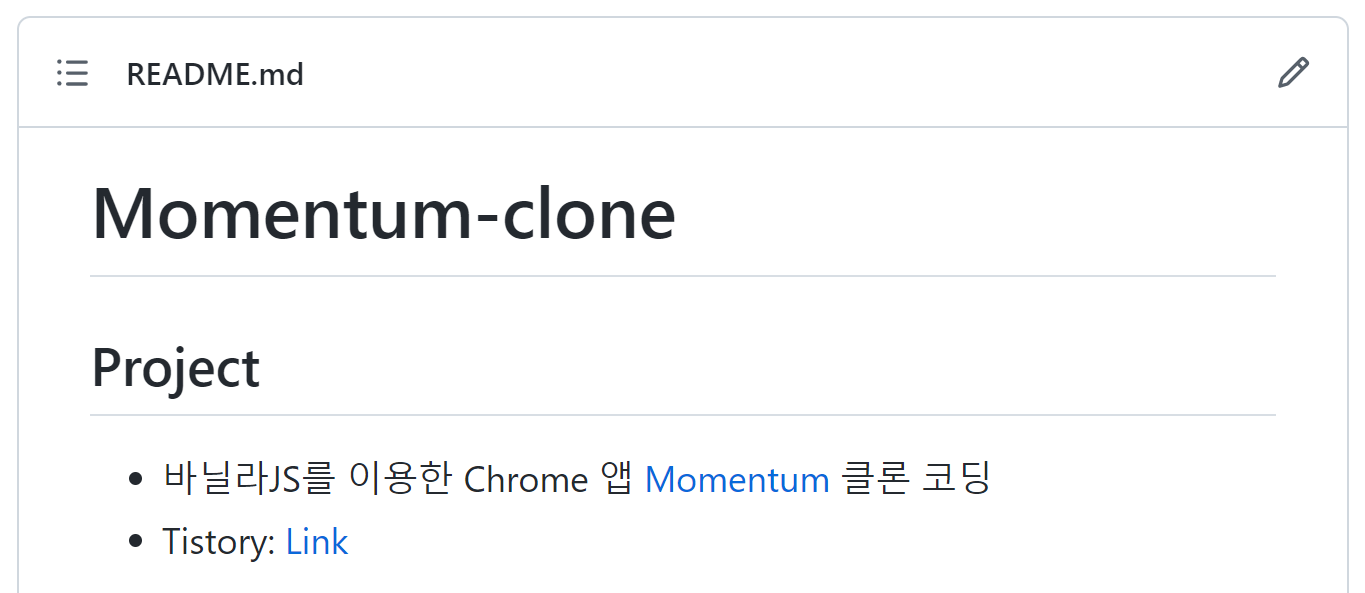 README.md
Momentum-clone
Project
바닐라JS를 이용한 Chrome 앱 Momentum 클론 코딩
Tistory: Link